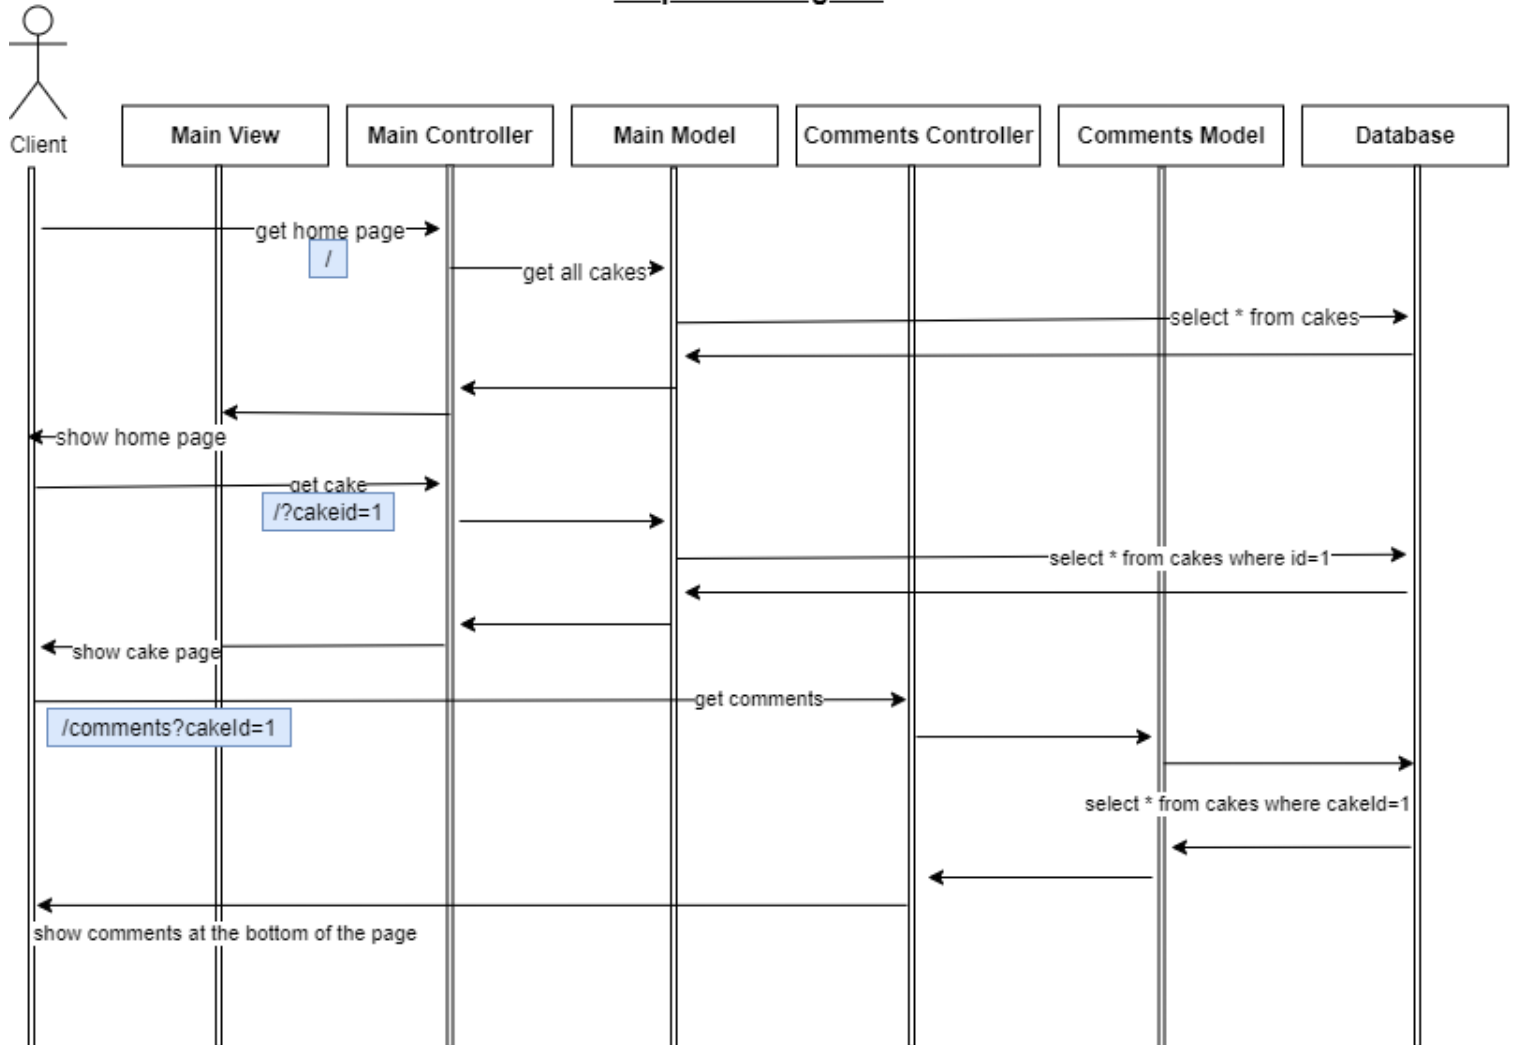 Client
Main View
Main Controller
Main Model
Comments Controller
Comments Model
Database
get home page
/
get all cakes
select * from cakes
show home page
get cake
/?cakeid=1
select * from cakes where id=1
show cake page
get comments
/comments?cakeId=1
select * from cakes where cakeId=1
show comments at the bottom of the page